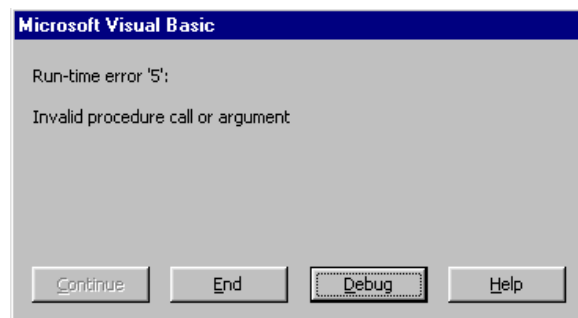 Microsoft Visual Basic
Run-time error '5':
Invalid procedure call or argument
Continue End Debug Help